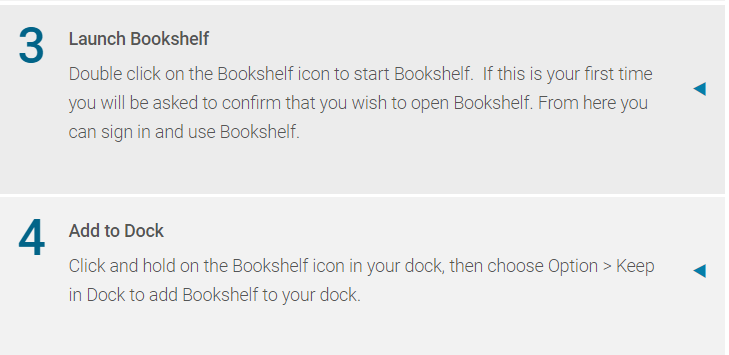 3
Launch Bookshelf
Double click on the Bookshelf icon to start Bookshelf.  If this is your first time
you will be asked to confirm that you wish to open Bookshelf. From here you
can sign in and use Bookshelf.
4
Add to Dock
Click and hold on the Bookshelf icon in your dock, then choose Option > Keep
in Dock to add Bookshelf to your dock.